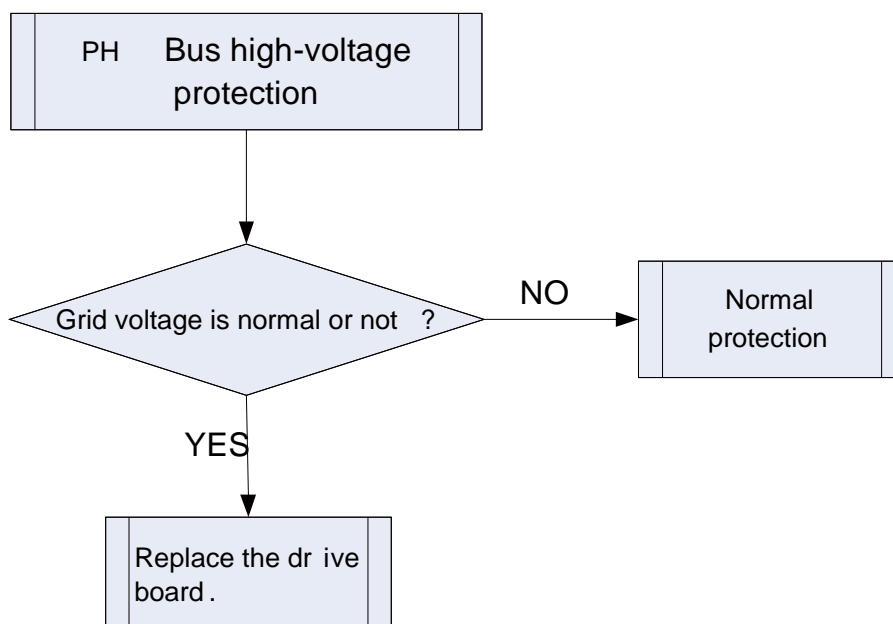 PH Bus high-voltage
protection
Grid voltage is normal or not ?
NO
Normal
protection
YES
Replace the dr ive
board .